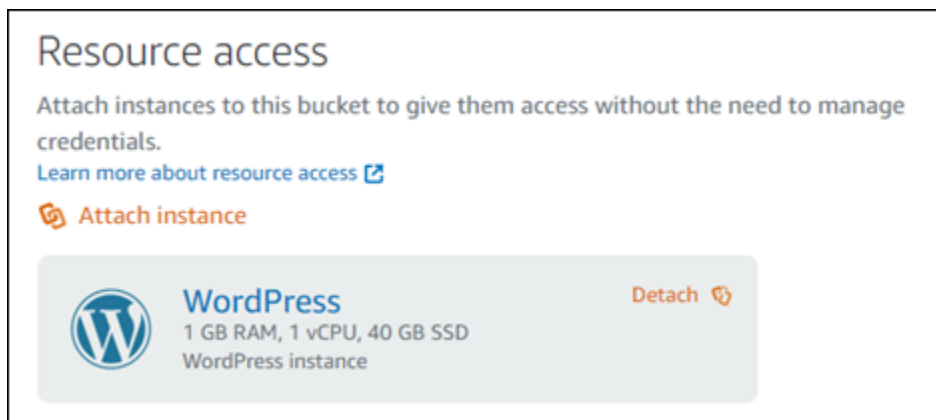 Resource access
Attach instances to this bucket to give them access without the need to manage
credentials.
Learn more about resource access
Attach instance
WordPress
Detach
1 GB RAM, 1 vCPU, 40 GB SSD
WordPress instance